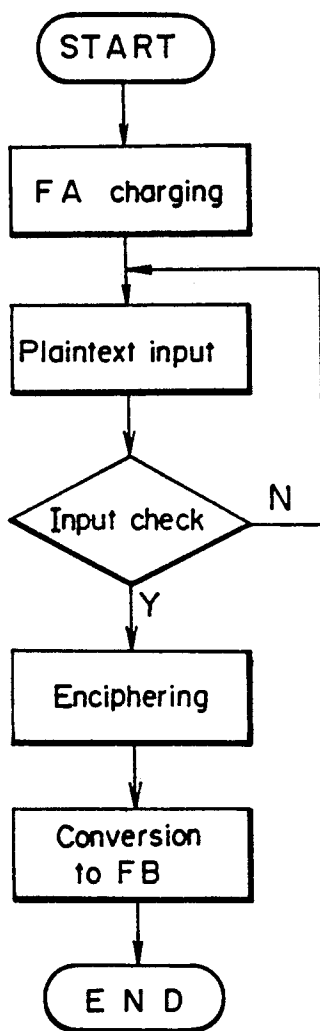 START
FA charging
Plaintext input
Input check
N
Y
Enciphering
Conversion
to FB
END